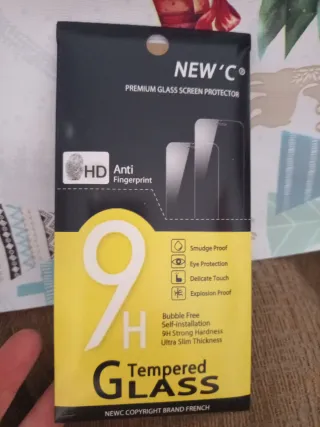 NEW'C®
PREMIUM GLASS SCREEN PROTECTOR
HD
Anti
Fingerprint
9H
Smudge Proof
Eye Protection
Delicate Touch
Explosion Proof
Bubble Free
Self-installation
9H Strong Hardness
Ultra Slim Thickness
Tempered
GLASS
NEWC COPYRIGHT BRAND FRENCH